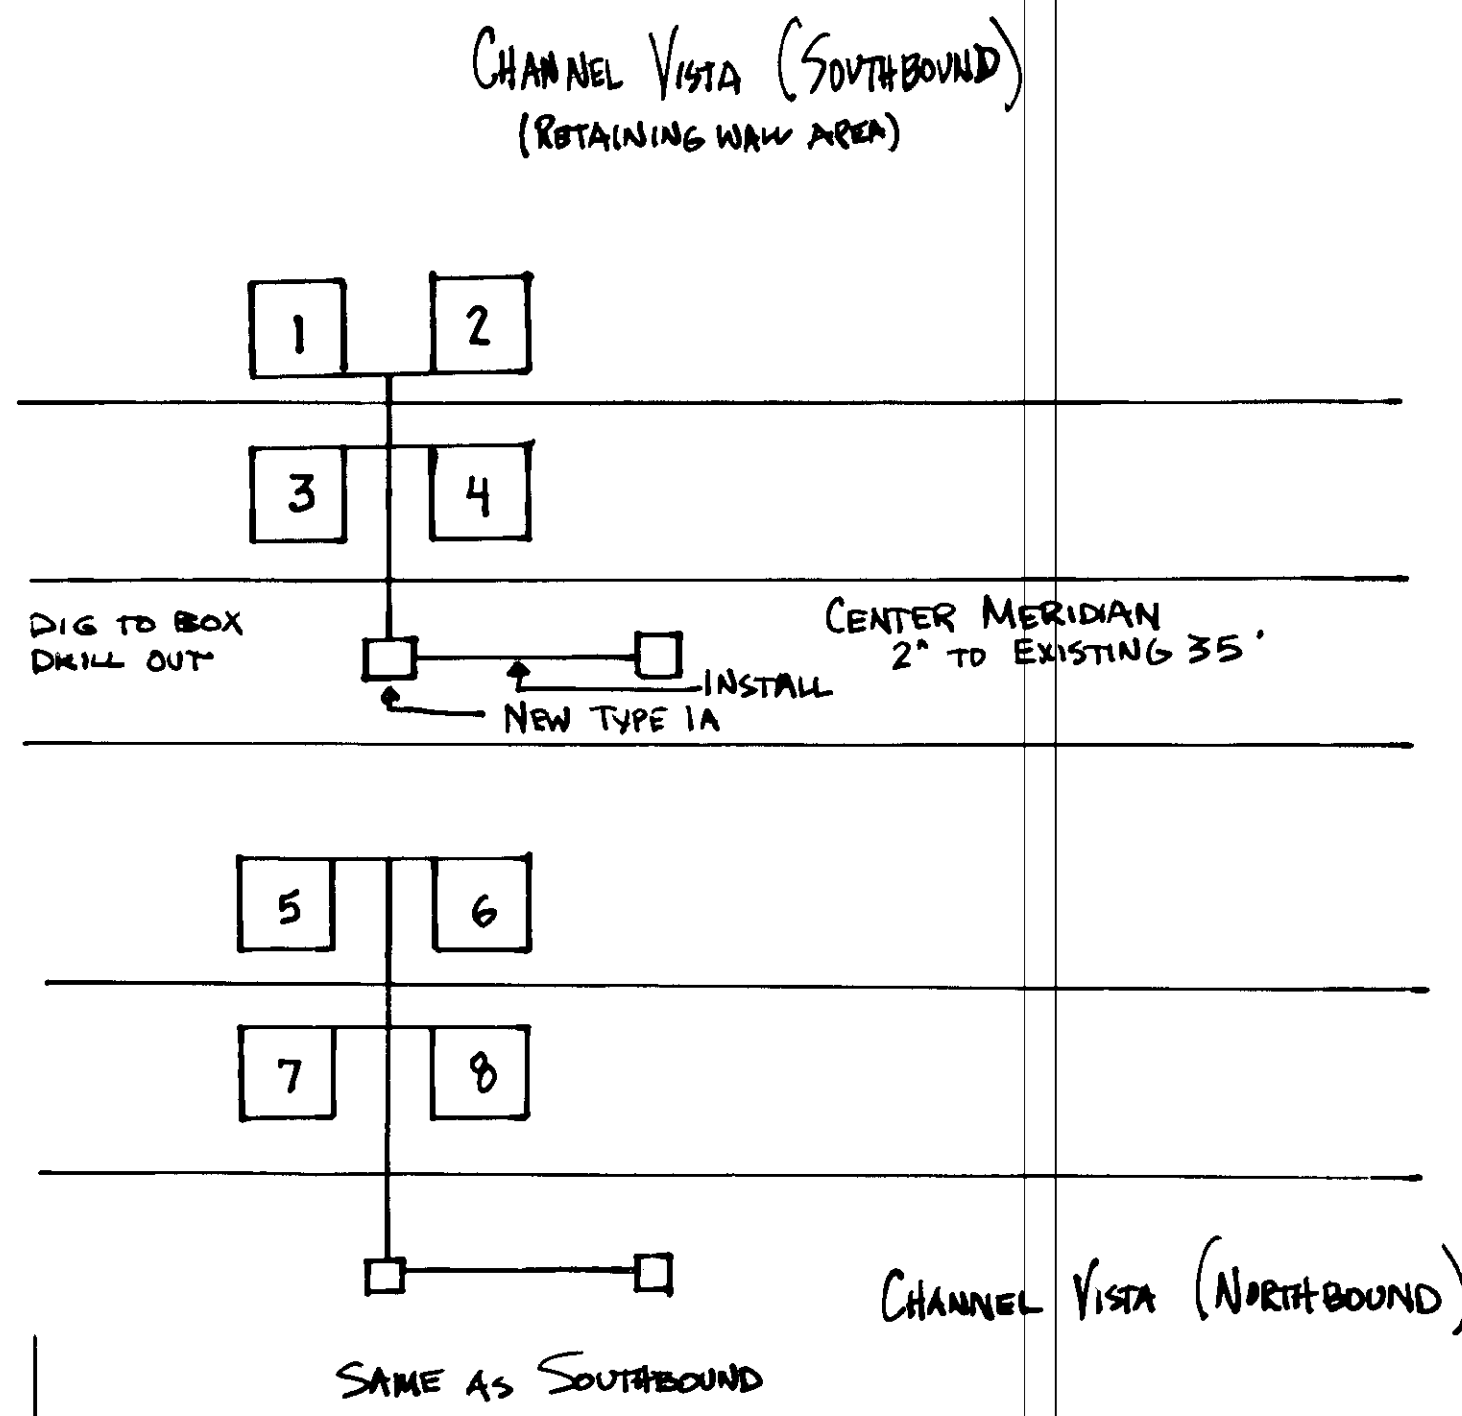 CHANNEL VISTA (SOUTHBOUND)
(RETAINING WALL AREA)
1
2
3
4
DIG TO BOX
DRILL OUT
CENTER MERIDIAN
2" TO EXISTING 35'
INSTALL
NEW TYPE 1A
5
6
7
8
CHANNEL VISTA (NORTHBOUND)
SAME AS SOUTHBOUND